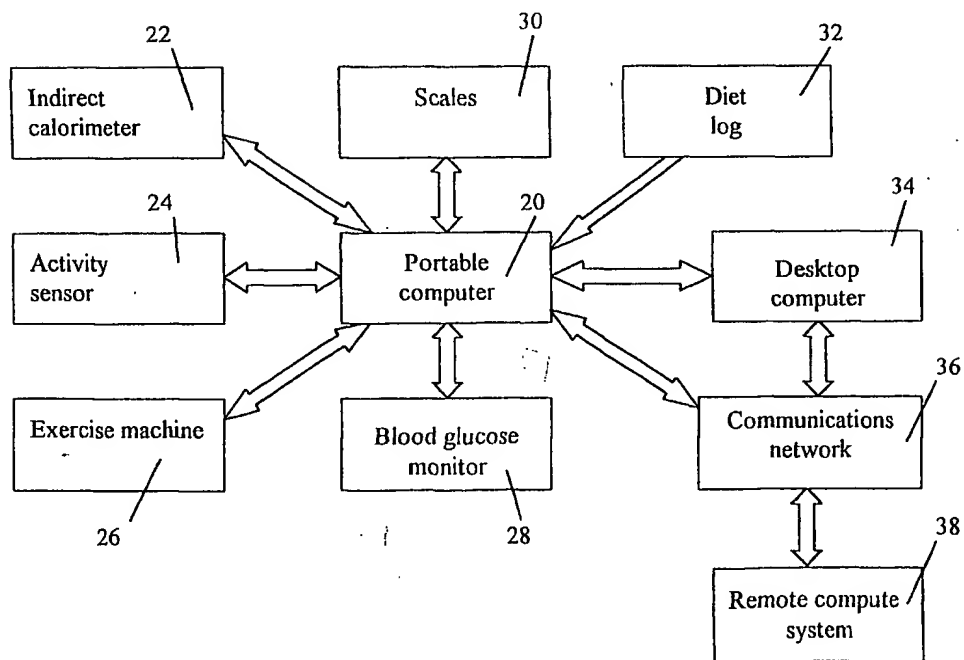 22
30
32
Indirect
calorimeter
Scales
Diet
log
24
20
34
Activity
sensor
Portable
computer
Desktop
computer
36
Exercise machine
Blood glucose
monitor
Communications
network
26
28
38
Remote compute
system